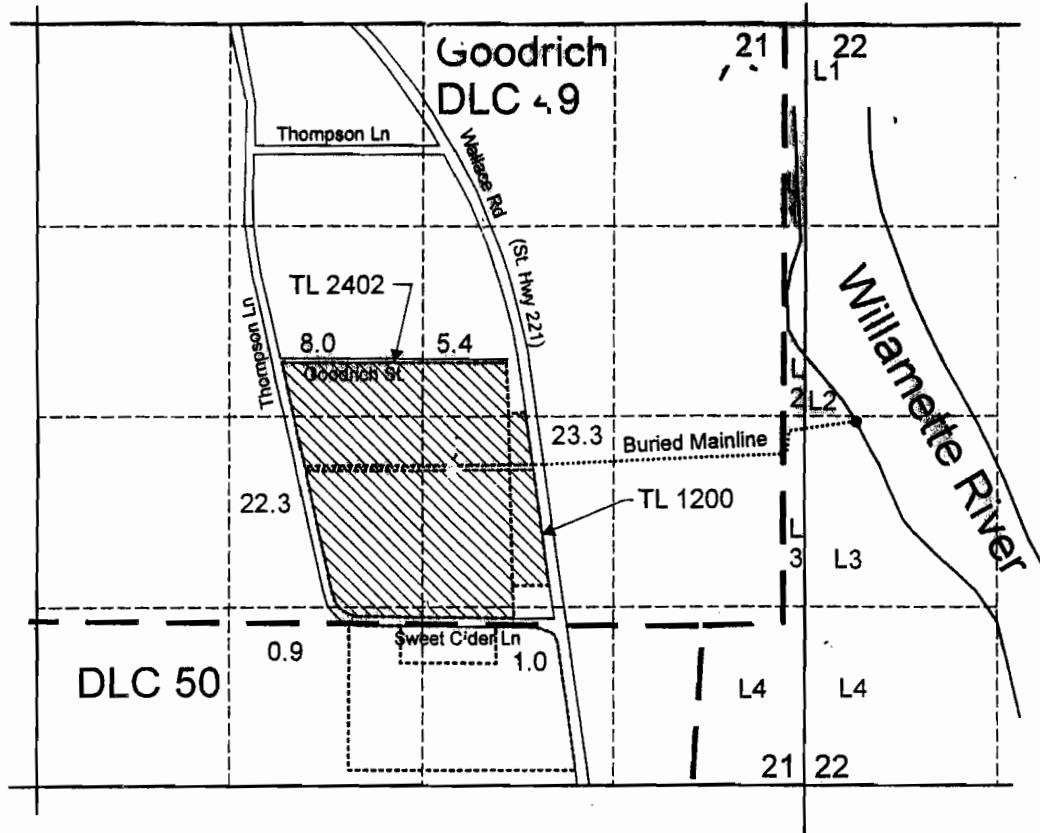 Goodrich
DLC 49
21
22
L1
Thompson Ln
Wallace Rd
(St. Hwy 221)
TL 2402
Thompson Ln
8.0
5.4
Goodrich St.
Willamette River
L
2
L2
23.3
Buried Mainline
22.3
TL 1200
L
3
L3
Sweet Cider Ln
0.9
1.0
DLC 50
L4
L4
21
22